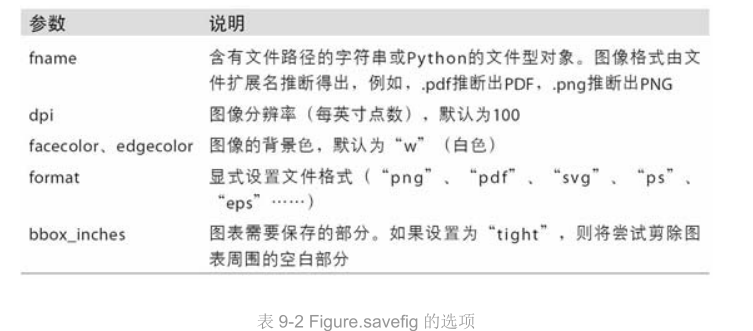 参数 说明
fname 含有文件路径的字符串或Python的文件型对象。图像格式由文
件扩展名推断得出，例如，.pdf推断出PDF，.png推断出PNG
dpi 图像分辨率（每英寸点数），默认为100
facecolor、edgecolor 图像的背景色，默认为“w”（白色）
format 显式设置文件格式（“png”、“pdf”、“svg”、“ps”、
“eps”……）
bbox_inches 图表需要保存的部分。如果设置为“tight”，则将尝试剪除图
表周围的空白部分
表 9-2 Figure.savefig 的选项